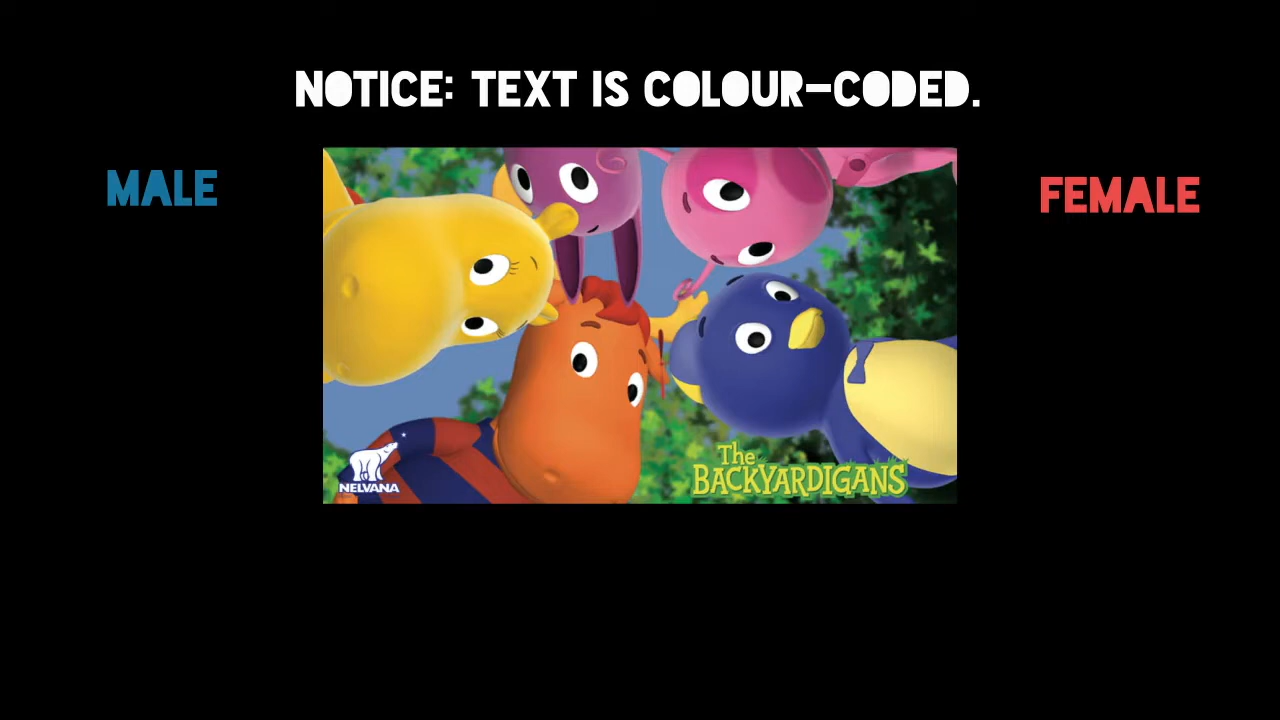 NOTICE: TEXT IS COLOUR-CODED.
MALE
FEMALE
The
BACKYARDIGANS
NELVANA